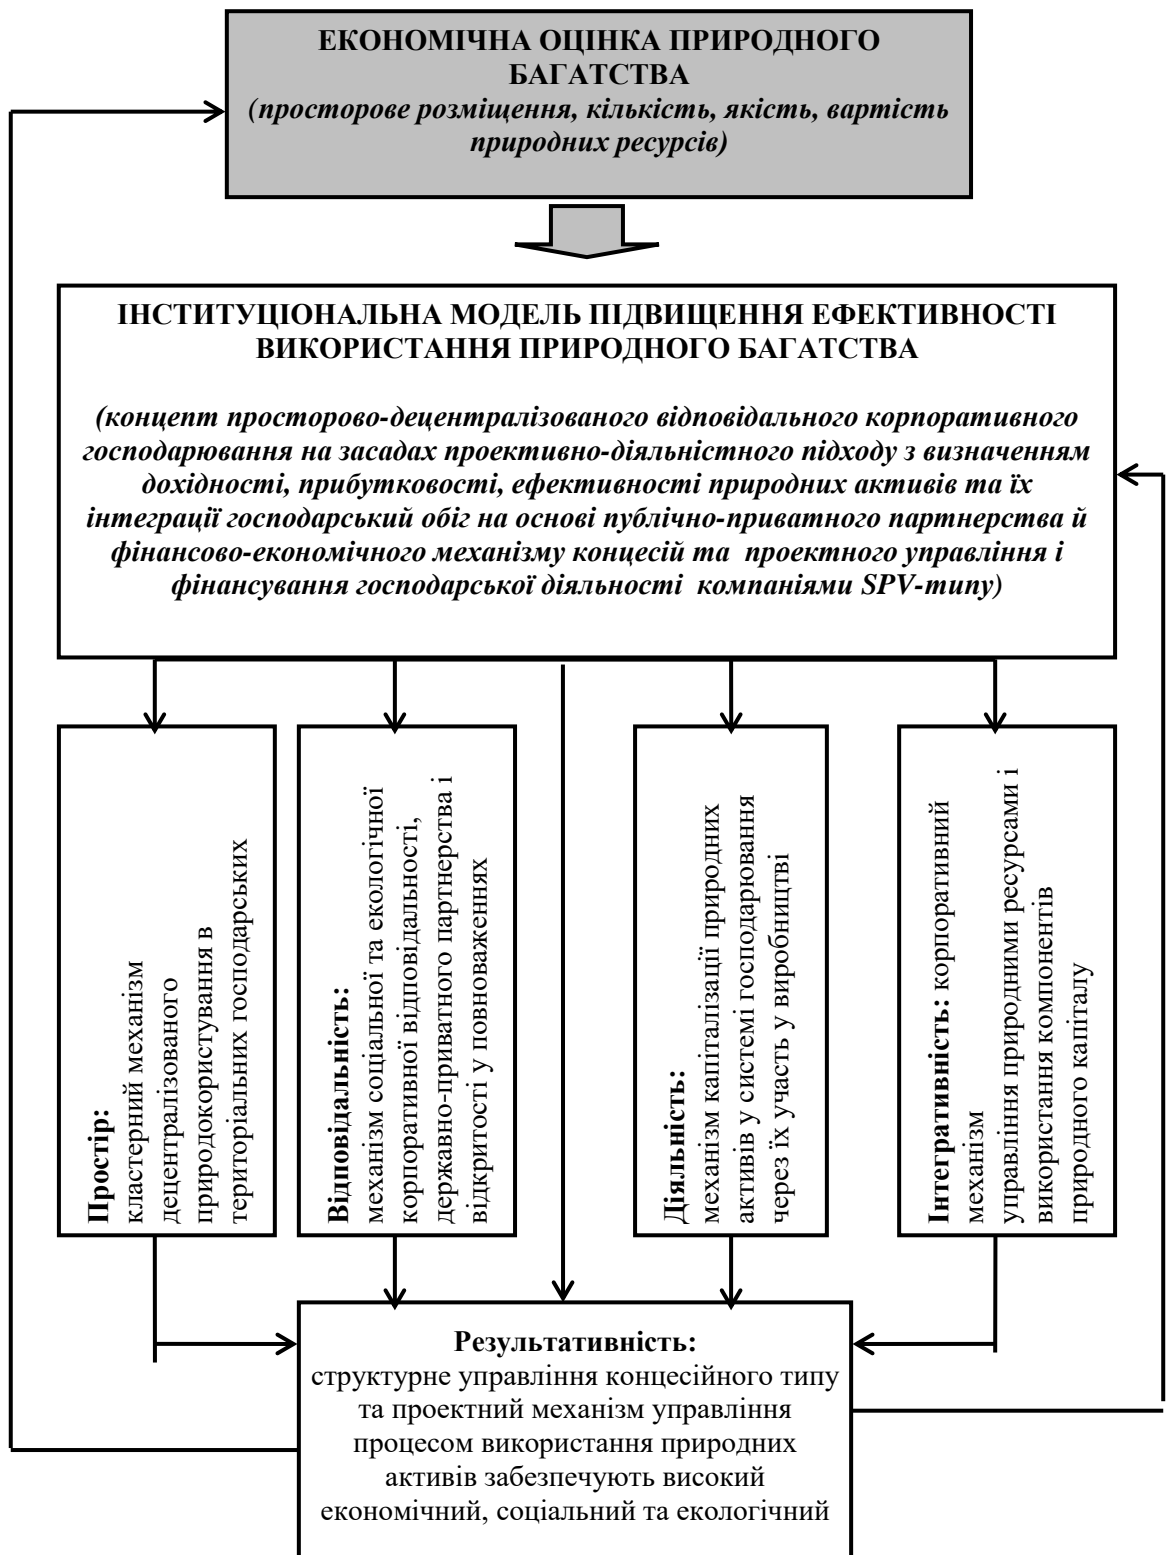 ЕКОНОМІЧНА ОЦІНКА ПРИРОДНОГО
БАГАТСТВА
(просторове розміщення, кількість, якість, вартість
природних ресурсів)
ІНСТИТУЦІОНАЛЬНА МОДЕЛЬ ПІДВИЩЕННЯ ЕФЕКТИВНОСТІ
ВИКОРИСТАННЯ ПРИРОДНОГО БАГАТСТВА
(концепт просторово-децентралізованого відповідального корпоративного
господарювання на засадах проективно-діяльністного підходу з визначенням
дохідності, прибутковості, ефективності природних активів та їх
інтеграції господарський обіг на основі публічно-приватного партнерства й
фінансово-економічного механізму концесій та проектного управління і
фінансування господарської діяльності компаніями SPV-типу)
Простір:
кластерний механізм
децентралізованого
природокористування в
територіальних господарських
Відповідальність:
механізм соціальної та екологічної
корпоративної відповідальності,
державно-приватного партнерства і
відкритості у повноваженнях
Діяльність:
механізм капіталізації природних
активів у системі господарювання
через їх участь у виробництві
Інтегративність: корпоративний
механізм
управління природними ресурсами і
використання компонентів
природного капіталу
Результативність:
структурне управління концесійного типу
та проектний механізм управління
процесом використання природних
активів забезпечують високий
економічний, соціальний та екологічний